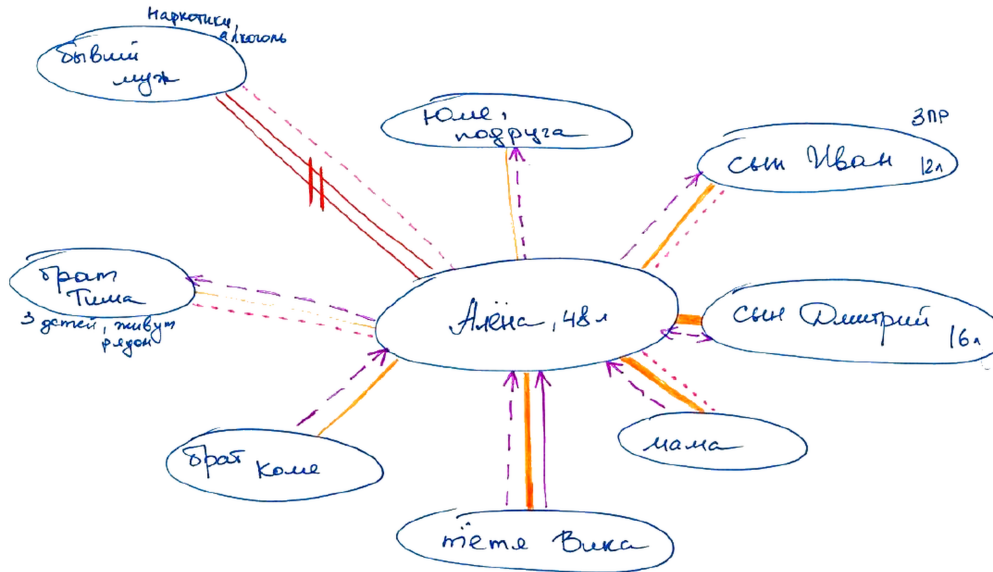 Наркотики,
алкоголь
бывший
муж
Юля,
подруга
ЗПР
сын Иван
12л
брат
Тима
3 детей, живут
рядом
Алёна, 48 л
сын Дмитрий
16л
мама
брат Коля
тётя Вика